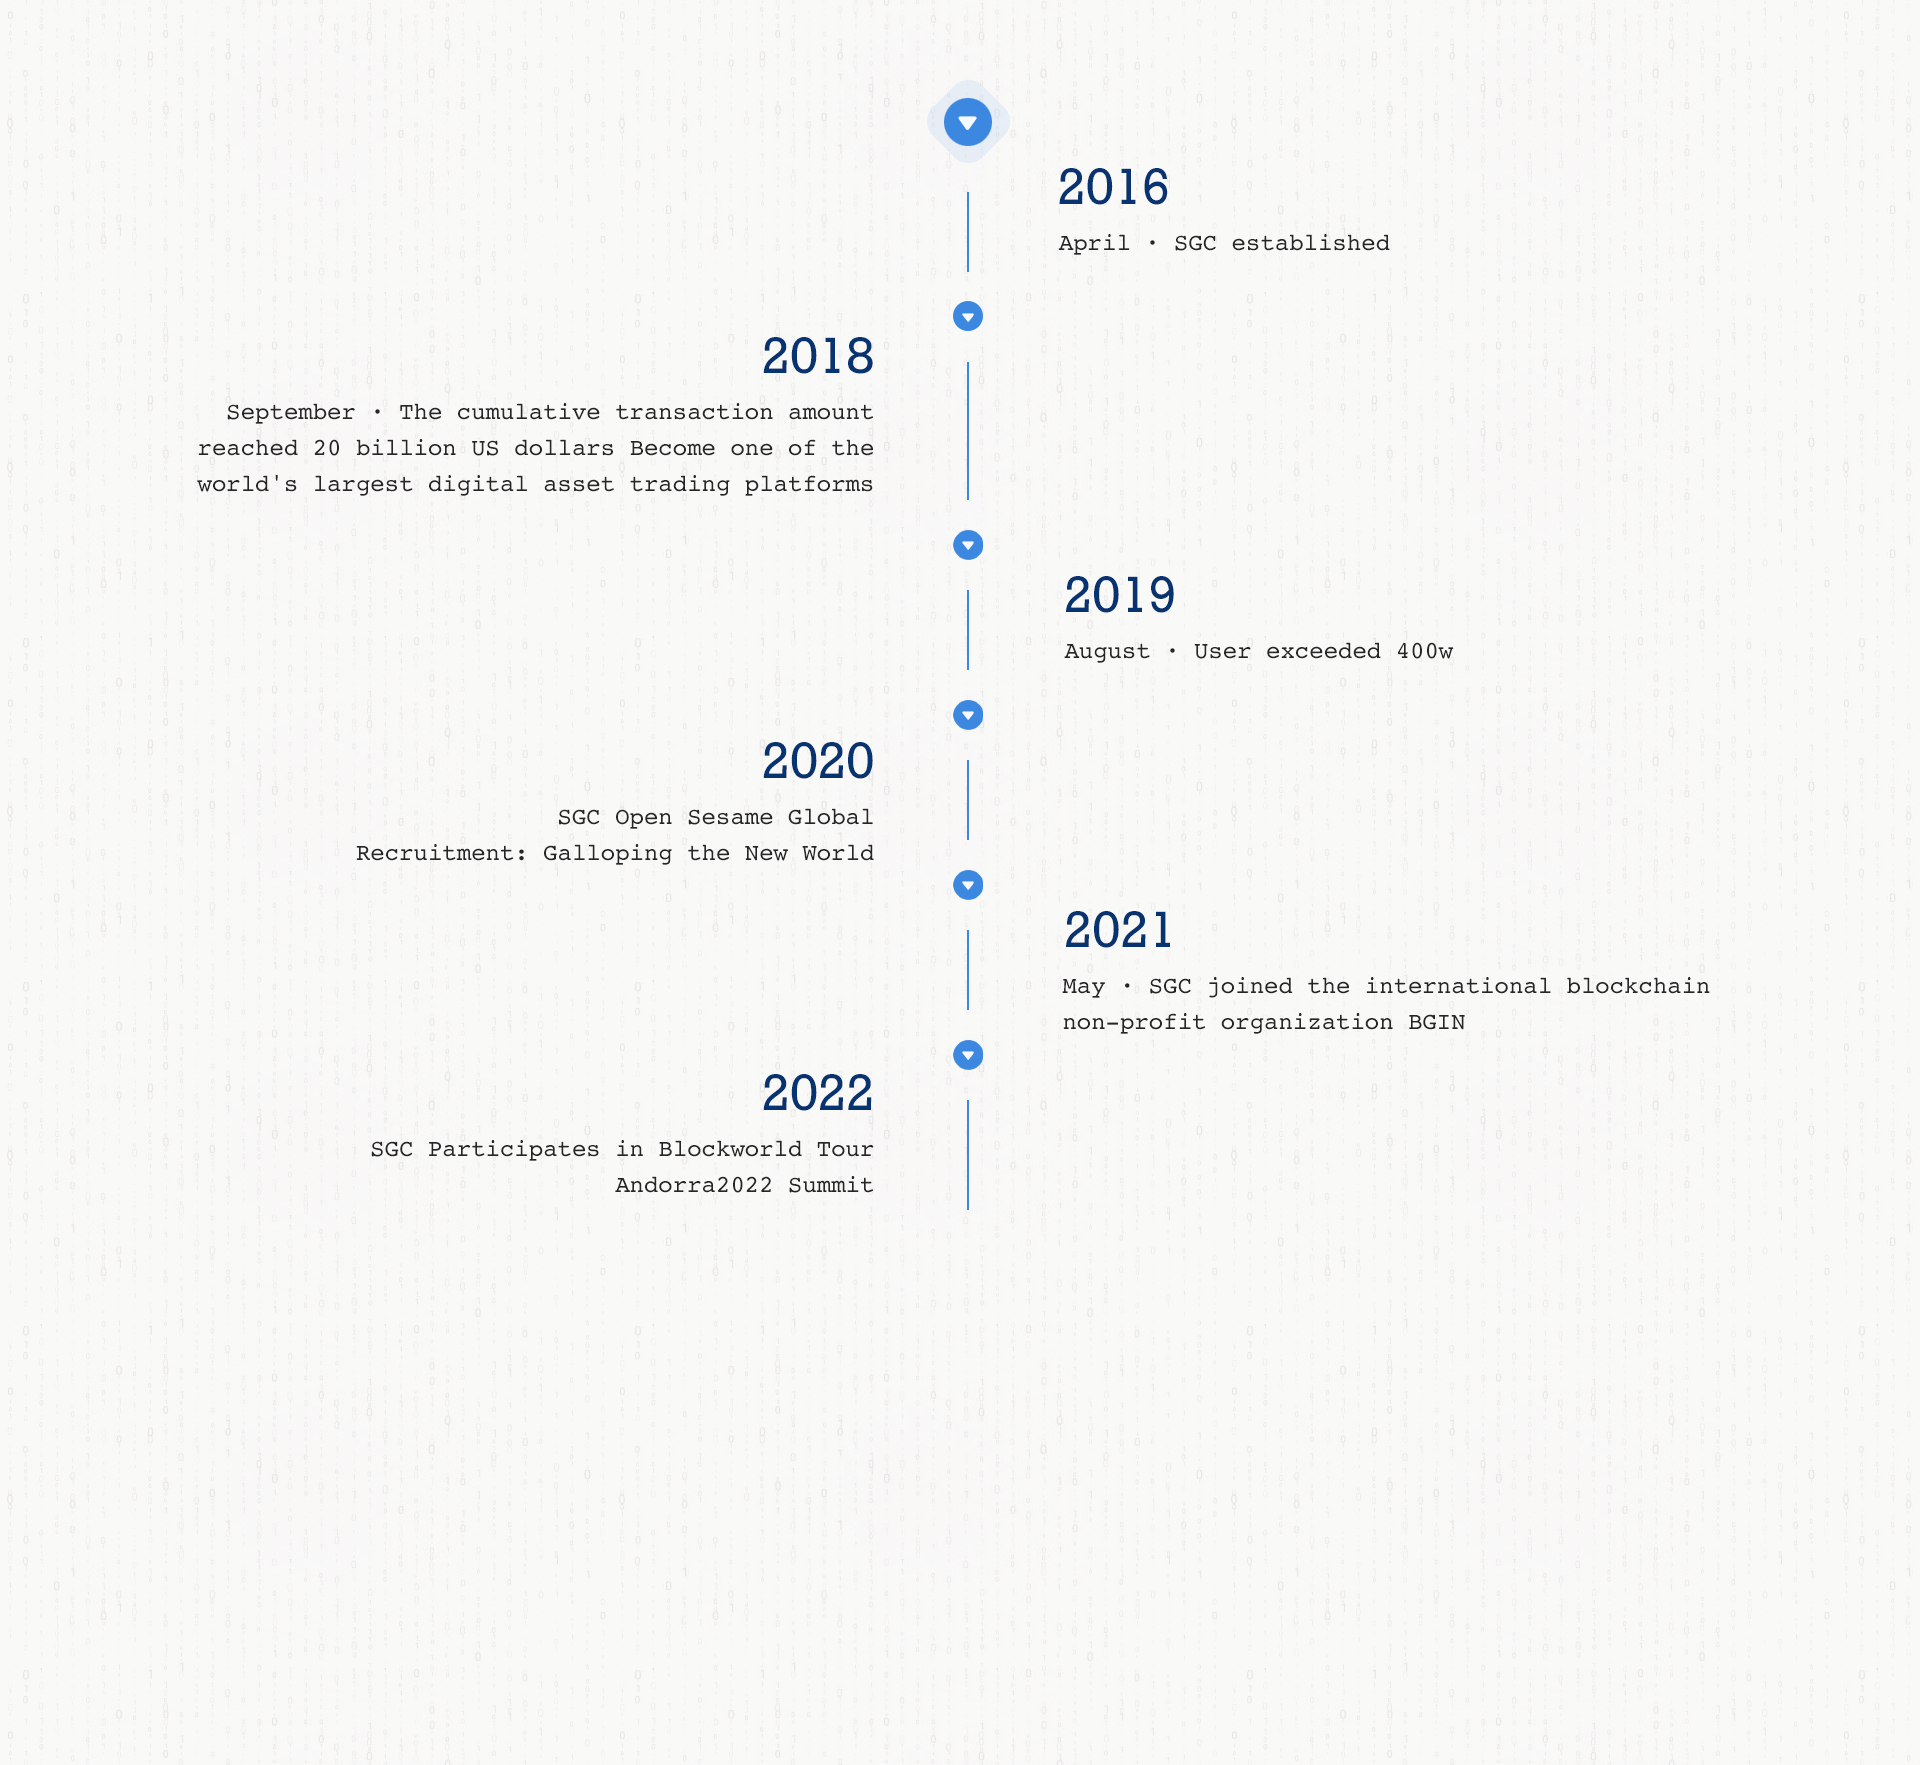 2016
April · SGC established
2018
September · The cumulative transaction amount
reached 20 billion US dollars Become one of the
world's largest digital asset trading platforms
2019
August · User exceeded 400w
2020
SGC Open Sesame Global
Recruitment: Galloping the New World
2021
May · SGC joined the international blockchain
non-profit organization BGIN
2022
SGC Participates in Blockworld Tour
Andorra2022 Summit